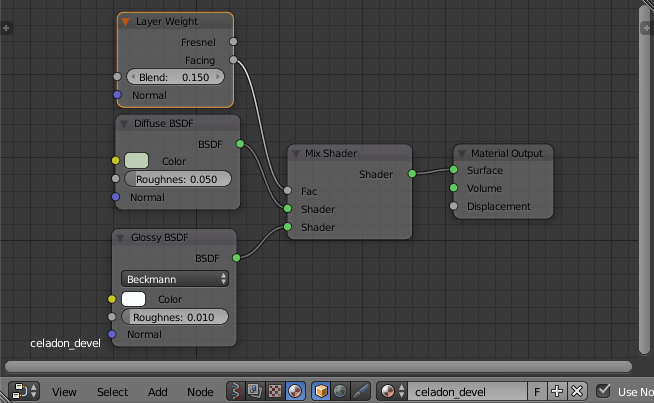 Layer Weight
Fresnel
Facing
Blend: 0.150
Normal
Diffuse BSDF
BSDF
Color
Roughnes: 0.050
Normal
Glossy BSDF
BSDF
Beckmann
Color
Roughnes: 0.010
Normal
Mix Shader
Shader
Fac
Shader
Shader
Material Output
Surface
Volume
Displacement
celadon_devel
View Select Add Node celadon_devel F Use No